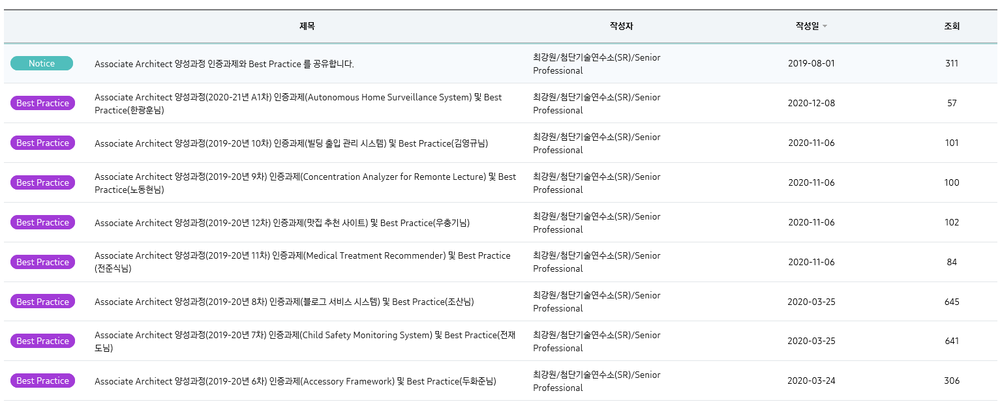 제목 작성자 작성일 조회
Notice Associate Architect 양성과정 인증과제와 Best Practice 를 공유합니다. 최강원/첨단기술연수소(SR)/Senior
Professional 2019-08-01 311
Best Practice Associate Architect 양성과정(2020-21년 A1차) 인증과제(Autonomous Home Surveillance System) 및 Best
Practice(한광훈님) 최강원/첨단기술연수소(SR)/Senior
Professional 2020-12-08 57
Best Practice Associate Architect 양성과정(2019-20년 10차) 인증과제(빌딩 출입 관리 시스템) 및 Best Practice(김영규님) 최강원/첨단기술연수소(SR)/Senior
Professional 2020-11-06 101
Best Practice Associate Architect 양성과정(2019-20년 9차) 인증과제(Concentration Analyzer for Remonte Lecture) 및 Best
Practice(노동현님) 최강원/첨단기술연수소(SR)/Senior
Professional 2020-11-06 100
Best Practice Associate Architect 양성과정(2019-20년 12차) 인증과제(맛집 추천 사이트) 및 Best Practice(우충기님) 최강원/첨단기술연수소(SR)/Senior
Professional 2020-11-06 102
Best Practice Associate Architect 양성과정(2019-20년 11차) 인증과제(Medical Treatment Recommender) 및 Best Practice
(전준식님) 최강원/첨단기술연수소(SR)/Senior
Professional 2020-11-06 84
Best Practice Associate Architect 양성과정(2019-20년 8차) 인증과제(블로그 서비스 시스템) 및 Best Practice(조산님) 최강원/첨단기술연수소(SR)/Senior
Professional 2020-03-25 645
Best Practice Associate Architect 양성과정(2019-20년 7차) 인증과제(Child Safety Monitoring System) 및 Best Practice(전재
도님) 최강원/첨단기술연수소(SR)/Senior
Professional 2020-03-25 641
Best Practice Associate Architect 양성과정(2019-20년 6차) 인증과제(Accessory Framework) 및 Best Practice(두화준님) 최강원/첨단기술연수소(SR)/Senior
Professional 2020-03-24 306